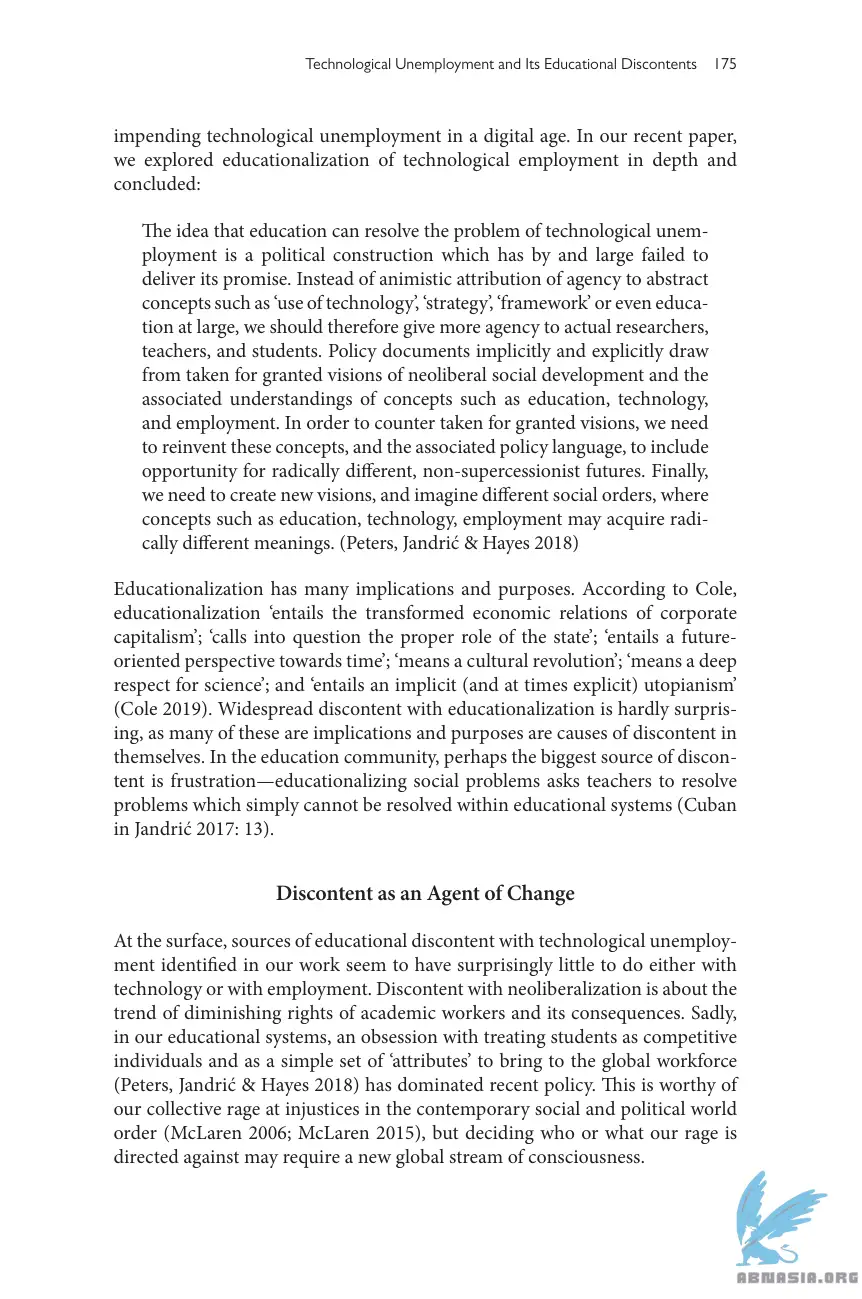 Technological Unemployment and Its Educational Discontents 175
impending technological unemployment in a digital age. In our recent paper,
we explored educationalization of technological employment in depth and
concluded:
The idea that education can resolve the problem of technological unem-
ployment is a political construction which has by and large failed to
deliver its promise. Instead of animistic attribution of agency to abstract
concepts such as ‘use of technology’, ‘strategy’, ‘framework’ or even educa-
tion at large, we should therefore give more agency to actual researchers,
teachers, and students. Policy documents implicitly and explicitly draw
from taken for granted visions of neoliberal social development and the
associated understandings of concepts such as education, technology,
and employment. In order to counter taken for granted visions, we need
to reinvent these concepts, and the associated policy language, to include
opportunity for radically different, non-supercessionist futures. Finally,
we need to create new visions, and imagine different social orders, where
concepts such as education, technology, employment may acquire radi-
cally different meanings. (Peters, Jandrić & Hayes 2018)
Educationalization has many implications and purposes. According to Cole,
educationalization ‘entails the transformed economic relations of corporate
capitalism’; ‘calls into question the proper role of the state’; ‘entails a future-
oriented perspective towards time’; ‘means a cultural revolution’; ‘means a deep
respect for science’; and ‘entails an implicit (and at times explicit) utopianism’
(Cole 2019). Widespread discontent with educationalization is hardly surpris-
ing, as many of these are implications and purposes are causes of discontent in
themselves. In the education community, perhaps the biggest source of discon-
tent is frustration—educationalizing social problems asks teachers to resolve
problems which simply cannot be resolved within educational systems (Cuban
in Jandrić 2017: 13).
Discontent as an Agent of Change
At the surface, sources of educational discontent with technological unemploy-
ment identified in our work seem to have surprisingly little to do either with
technology or with employment. Discontent with neoliberalization is about the
trend of diminishing rights of academic workers and its consequences. Sadly,
in our educational systems, an obsession with treating students as competitive
individuals and as a simple set of ‘attributes’ to bring to the global workforce
(Peters, Jandrić & Hayes 2018) has dominated recent policy. This is worthy of
our collective rage at injustices in the contemporary social and political world
order (McLaren 2006; McLaren 2015), but deciding who or what our rage is
directed against may require a new global stream of consciousness.
ABNASIA.ORG